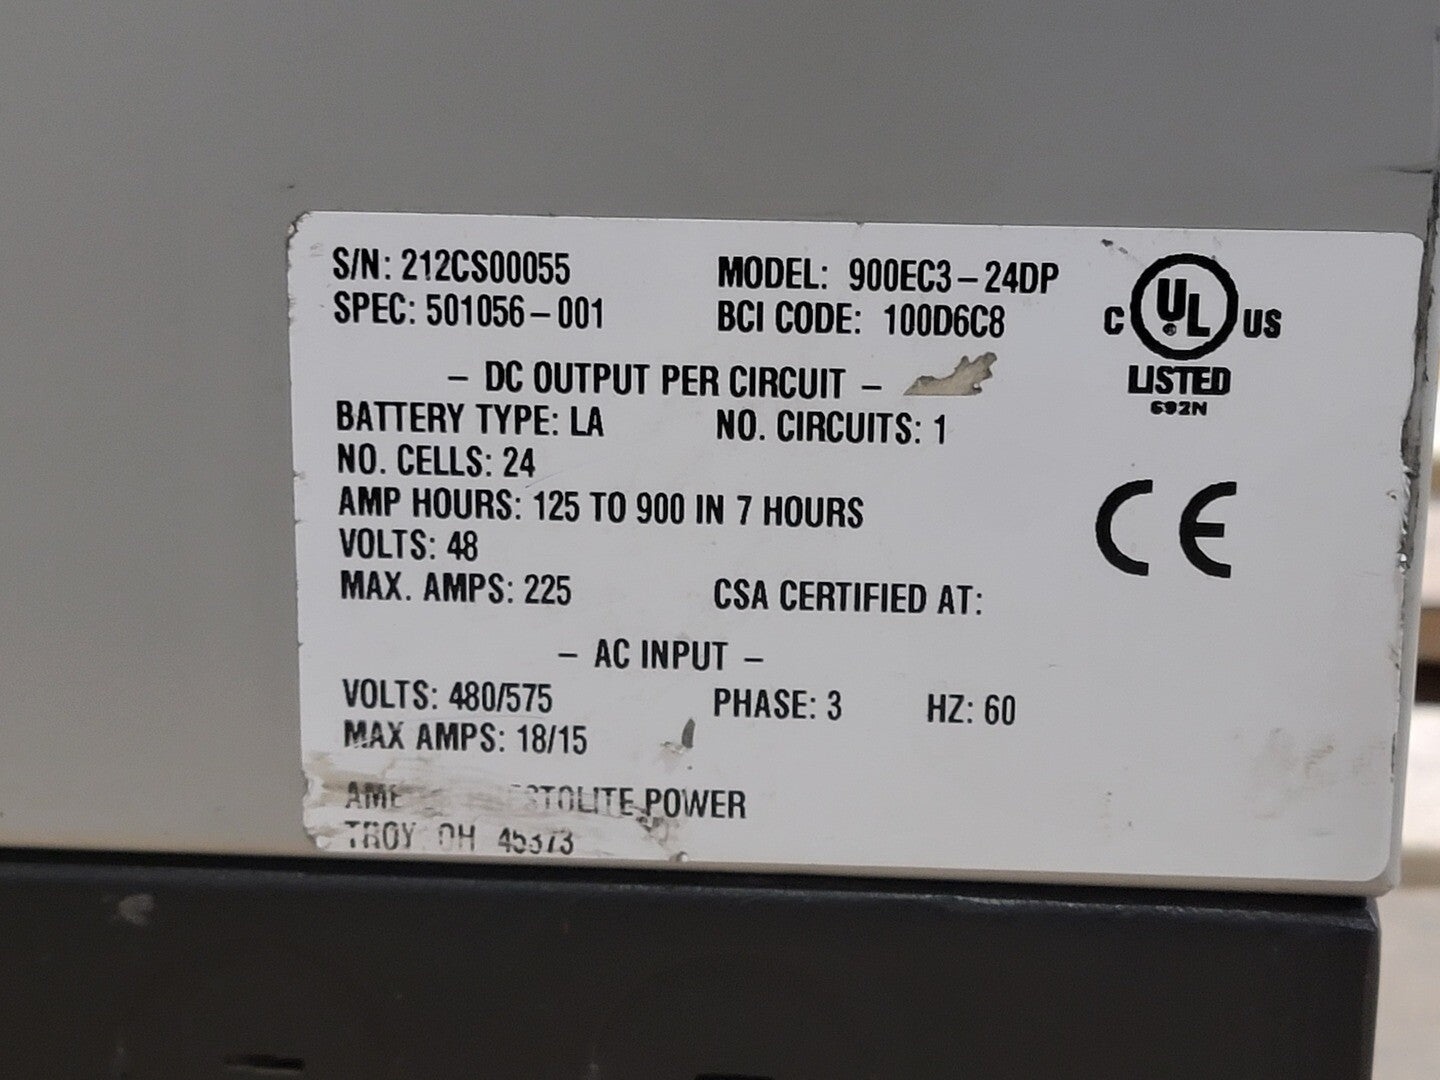 S/N: 212CS00055 MODEL: 900EC3-24DP
SPEC: 501056-001 BCI CODE: 100D6C8
C UL ® US
LISTED
692N
- DC OUTPUT PER CIRCUIT -
BATTERY TYPE: LA NO. CIRCUITS: 1
NO. CELLS: 24
AMP HOURS: 125 TO 900 IN 7 HOURS
VOLTS: 48
MAX. AMPS: 225 CSA CERTIFIED AT:
CE
- AC INPUT -
VOLTS: 480/575 PHASE: 3 HZ: 60
MAX AMPS: 18/15
POWER
TROY OH 45373